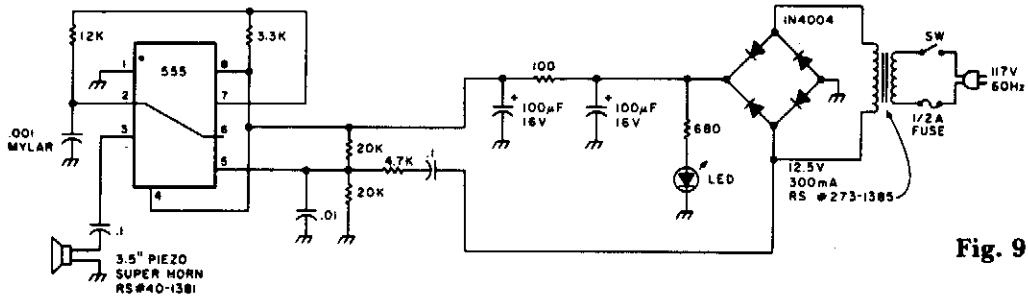 12K
3.3K
555
1
2
3
4
5
6
7
8
.001
MYLAR
.1
3.5" PIEZO
SUPER HORN
RS#40-1381
.01
20K
20K
4.7K
.1
100
+
100µF
16V
+
100µF
16V
680
LED
1N4004
12.5V
300mA
RS #273-1385
SW
117V
60Hz
1/2A
FUSE
Fig. 9